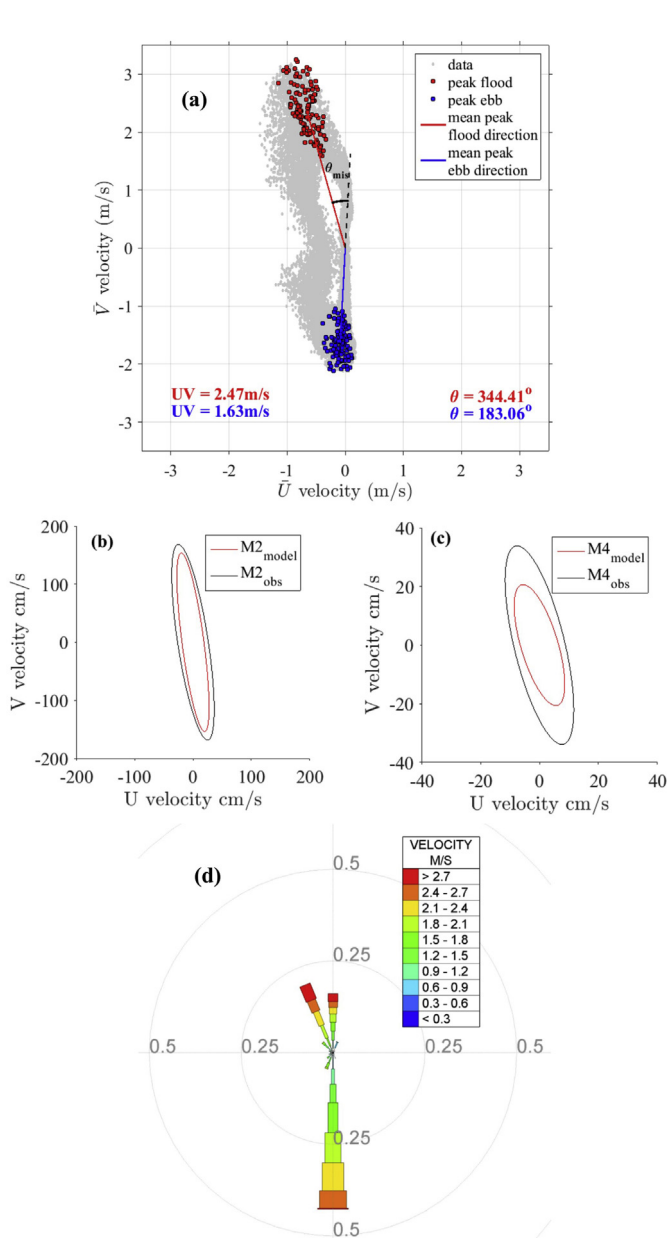 (a)
data
peak flood
peak ebb
mean peak
flood direction
mean peak
ebb direction
θmis
3
2
1
0
-1
-2
-3
V̄ velocity (m/s)
UV = 2.47m/s
UV = 1.63m/s
θ = 344.41°
θ = 183.06°
-3 -2 -1 0 1 2 3
Ū velocity (m/s)
(b)
M2model
M2obs
200
100
0
-100
-200
V velocity cm/s
-200 -100 0 100 200
U velocity cm/s
(c)
M4model
M4obs
40
20
0
-20
-40
V velocity cm/s
-40 -20 0 20 40
U velocity cm/s
(d)
VELOCITY
M/S
> 2.7
2.4 - 2.7
2.1 - 2.4
1.8 - 2.1
1.5 - 1.8
1.2 - 1.5
0.9 - 1.2
0.6 - 0.9
0.3 - 0.6
< 0.3
0.5
0.25
0.5 0.25 0.25 0.5
0.25
0.5